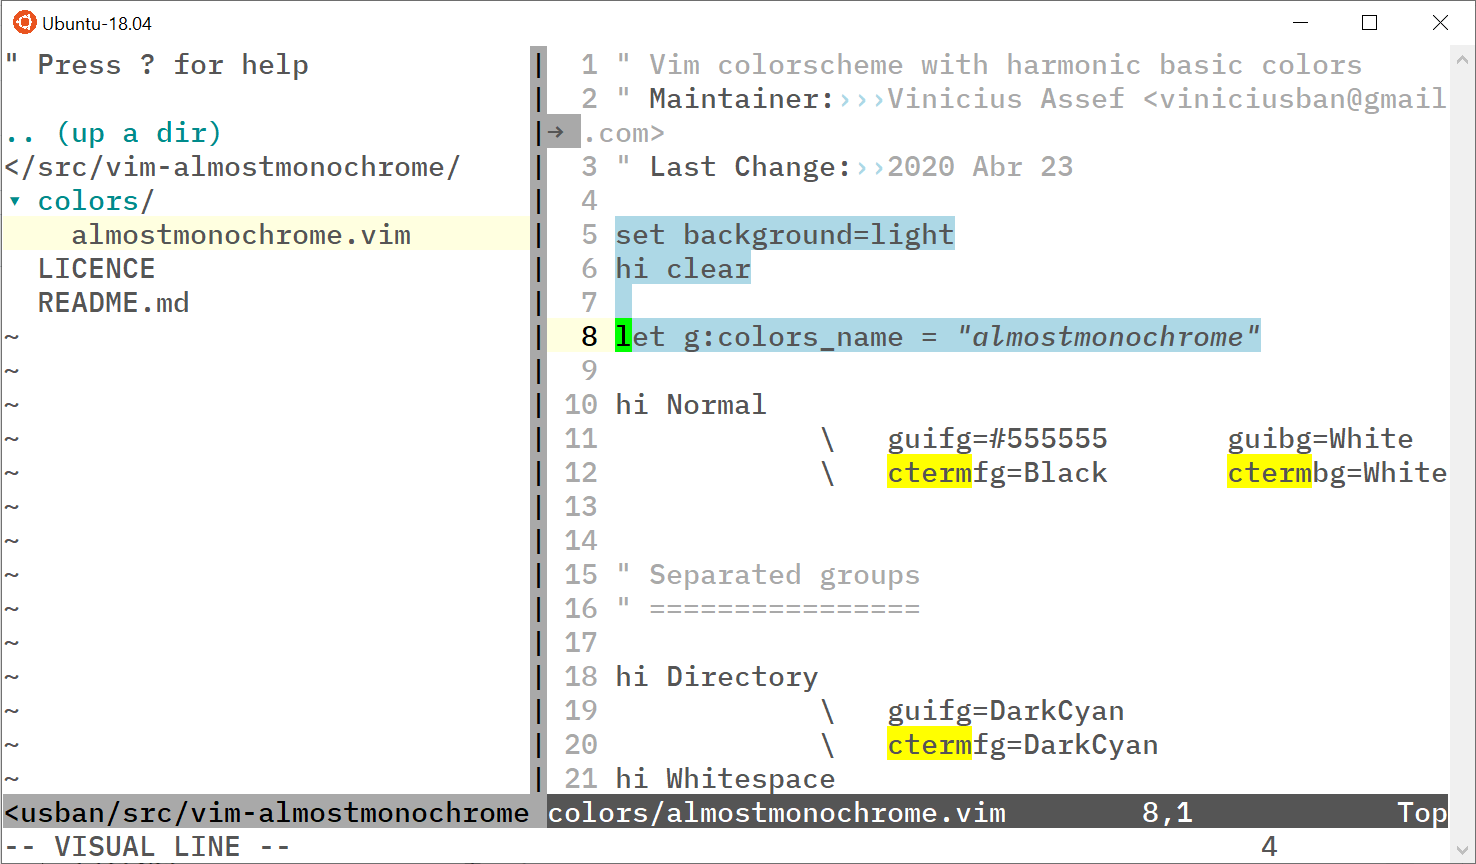 Ubuntu-18.04
" Press ? for help
.. (up a dir)
</src/vim-almostmonochrome/
▾ colors/
almostmonochrome.vim
LICENCE
README.md
~
~
~
~
~
~
~
~
~
~
~
~
~
~
<usban/src/vim-almostmonochrome
1 " Vim colorscheme with harmonic basic colors
2 " Maintainer:›››Vinicius Assef <viniciusban@gmail
→ .com>
3 " Last Change:››2020 Abr 23
4
5 set background=light
6 hi clear
7
8 let g:colors_name = "almostmonochrome"
9
10 hi Normal
11 \ guifg=#555555 guibg=White
12 \ ctermfg=Black ctermbg=White
13
14
15 " Separated groups
16 " ================
17
18 hi Directory
19 \ guifg=DarkCyan
20 \ ctermfg=DarkCyan
21 hi Whitespace
colors/almostmonochrome.vim 8,1 Top
-- VISUAL LINE -- 4